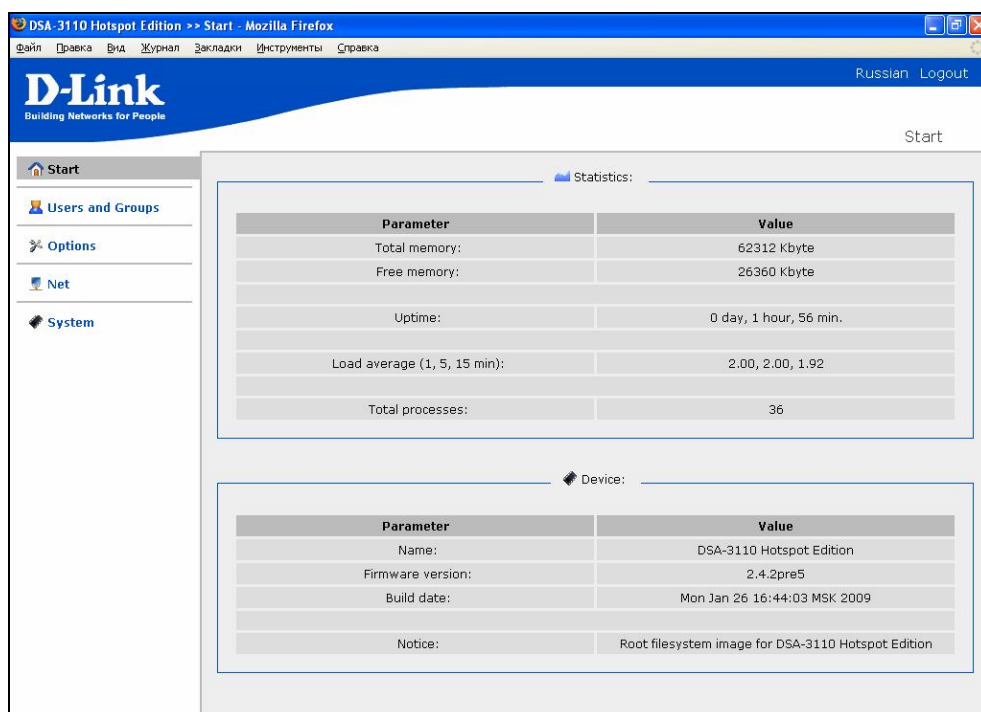 DSA-3110 Hotspot Edition >> Start - Mozilla Firefox
Файл Правка Вид Журнал Закладки Инструменты Справка
Russian Logout
D-Link
Building Networks for People
Start
Start
Users and Groups
Options
Net
System
Statistics:
Parameter Value
Total memory: 62312 Kbyte
Free memory: 26360 Kbyte
Uptime: 0 day, 1 hour, 56 min.
Load average (1, 5, 15 min): 2.00, 2.00, 1.92
Total processes: 36
Device:
Parameter Value
Name: DSA-3110 Hotspot Edition
Firmware version: 2.4.2pre5
Build date: Mon Jan 26 16:44:03 MSK 2009
Notice: Root filesystem image for DSA-3110 Hotspot Edition